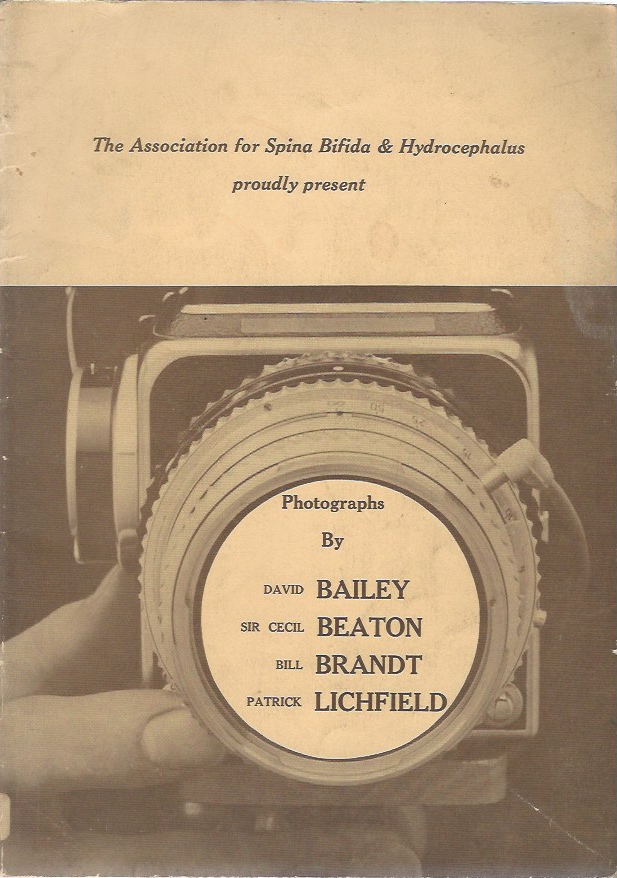 The Association for Spina Bifida & Hydrocephalus
proudly present
Photographs
By
DAVID BAILEY
SIR CECIL BEATON
BILL BRANDT
PATRICK LICHFIELD